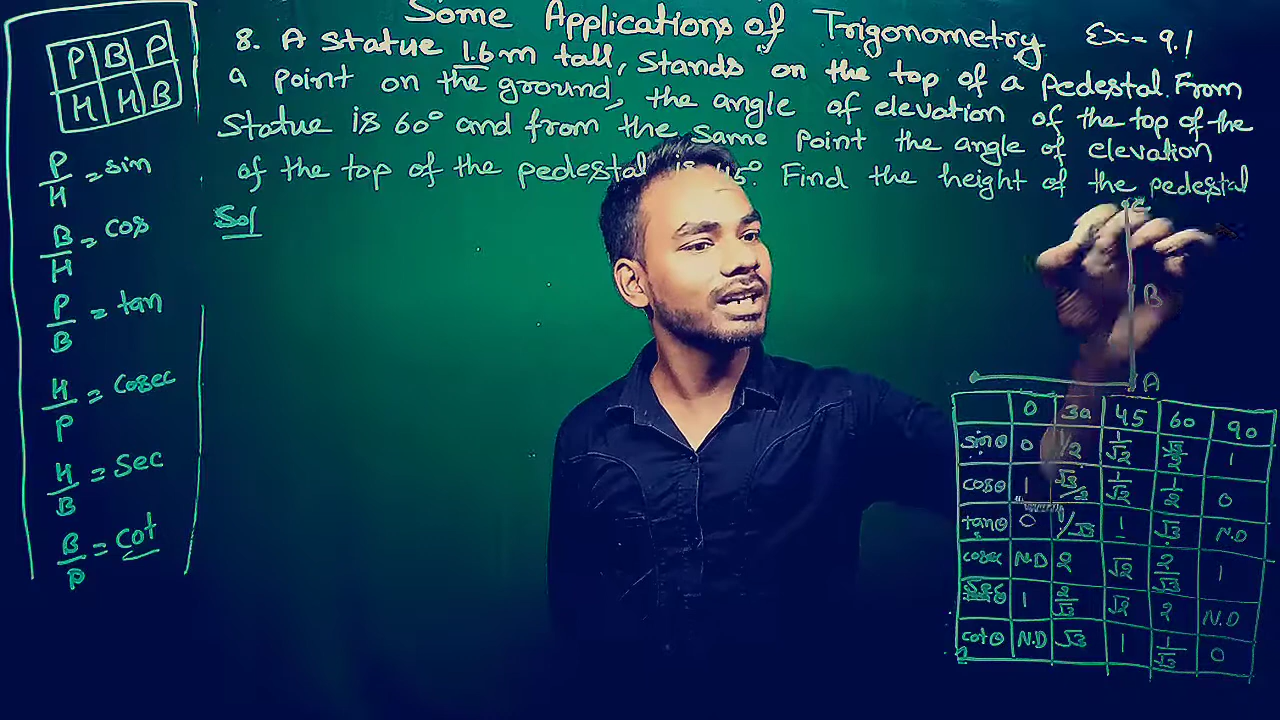 Some Applications of Trigonometry Ex= 9.1
8. A Statue 1.6m tall, Stands on the top of a pedestal. From
a point on the ground, the angle of elevation of the top of the
Statue is 60° and from the same point the angle of elevation
of the top of the pedestal is 45°. Find the height of the pedestal
Sol
P B P
H H B
P/H = sin
B/H = cos
P/B = tan
H/P = cosec
H/B = Sec
B/P = cot
B
A
0 30 45 60 90
sinθ 0 1/2 1/√2 √3/2 1
cosθ 1 √3/2 1/√2 1/2 0
tanθ 0 1/√3 1 √3 N.D
cosec N.D 2 √2 2/√3 1
1 2/√3 √2 2 N.D
cotθ N.D √3 1 1/√3 0